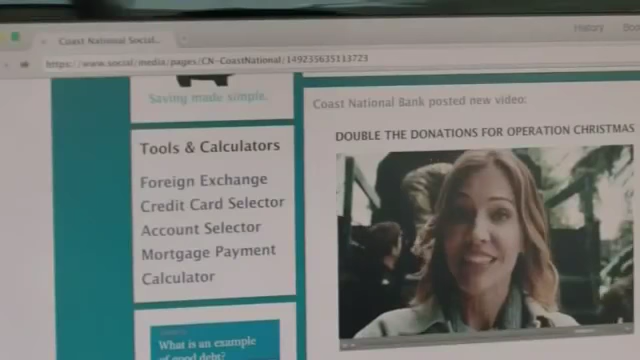 History
Coast National Social..
https://www.social/media/pages/CN-CoastNational/149235635113723
Saving made simple.
Coast National Bank posted new video:
DOUBLE THE DONATIONS FOR OPERATION CHRISTMAS
Tools & Calculators
Foreign Exchange
Credit Card Selector
Account Selector
Mortgage Payment
Calculator
What is an example
of good debt?